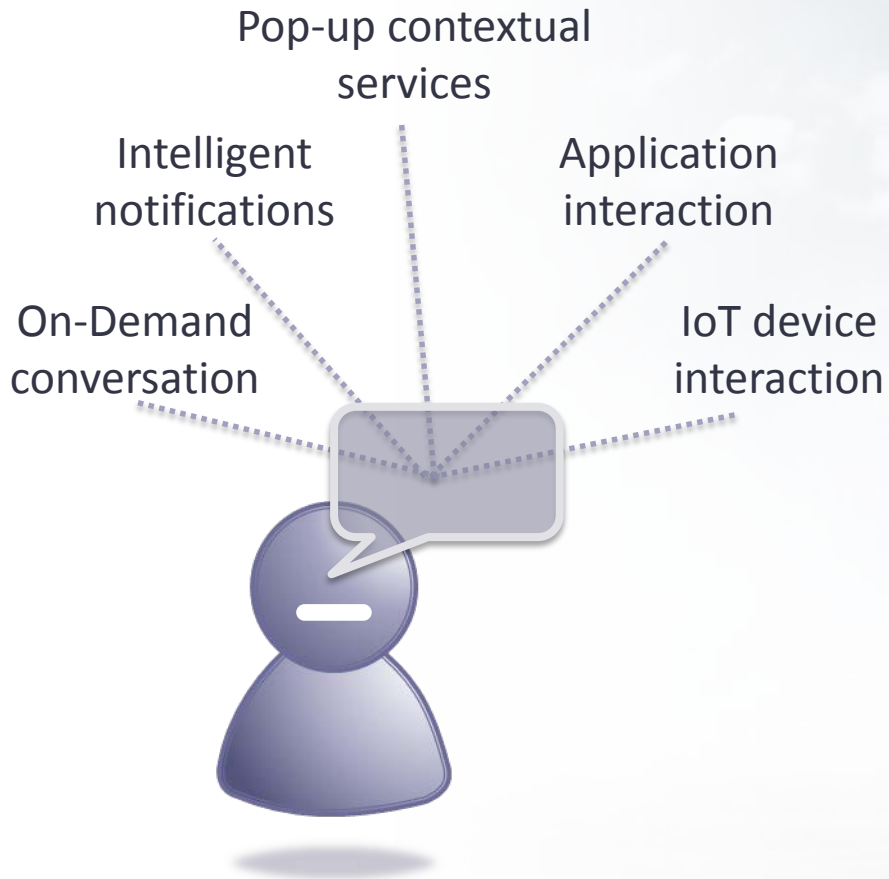 Pop-up contextual
services
Intelligent
notifications
Application
interaction
On-Demand
conversation
IoT device
interaction